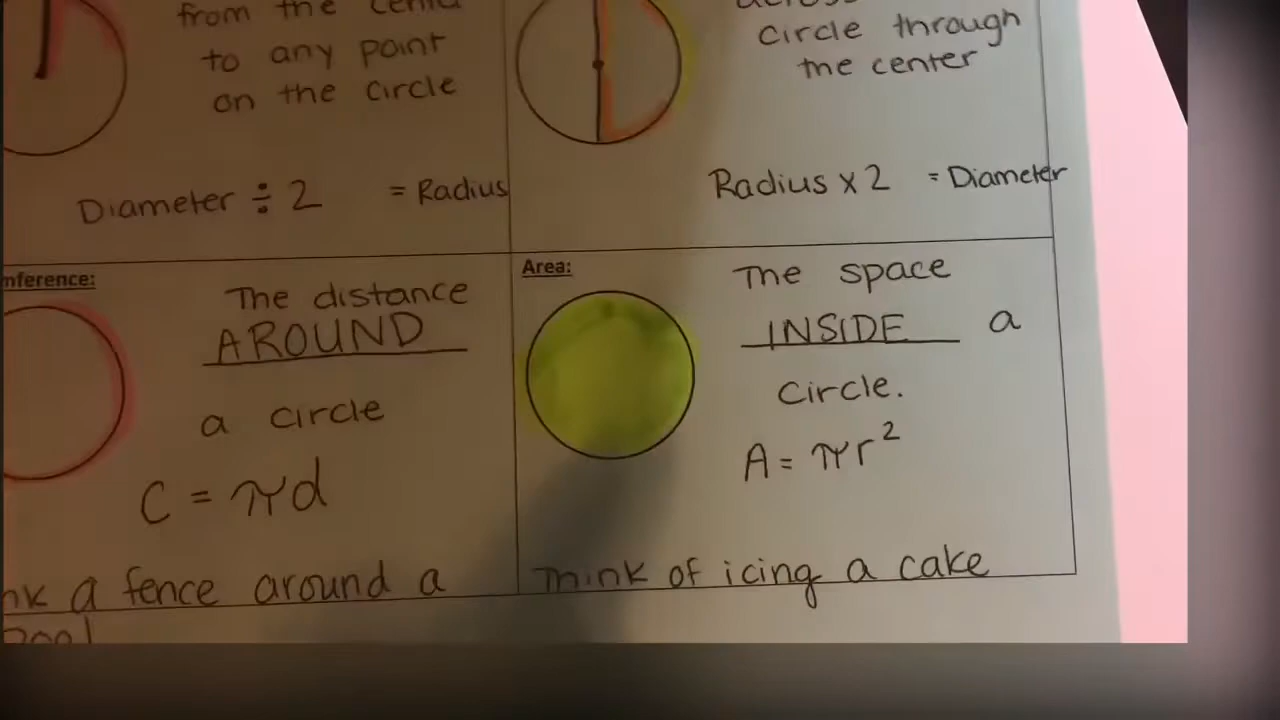 from the
to any point
on the circle
Diameter ÷ 2 = Radius
circle through
the center
Radius x 2 = Diameter
The distance
AROUND
a circle
C = πd
a fence around a
Area:
The space
INSIDE a
circle.
A = πr²
Think of icing a cake